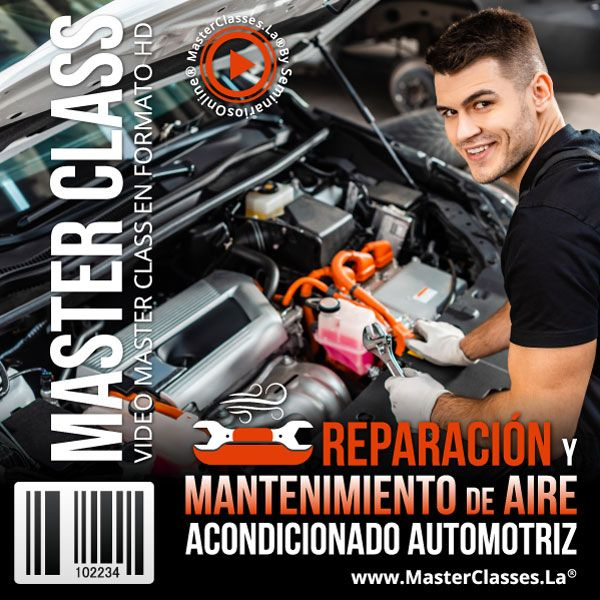 MASTER CLASS
VIDEO MASTER CLASS EN FORMATO HD
MasterClasses.La® By SeminariosOnline®
REPARACIÓN Y
MANTENIMIENTO DE AIRE
ACONDICIONADO AUTOMOTRIZ
102234
www.MasterClasses.La®